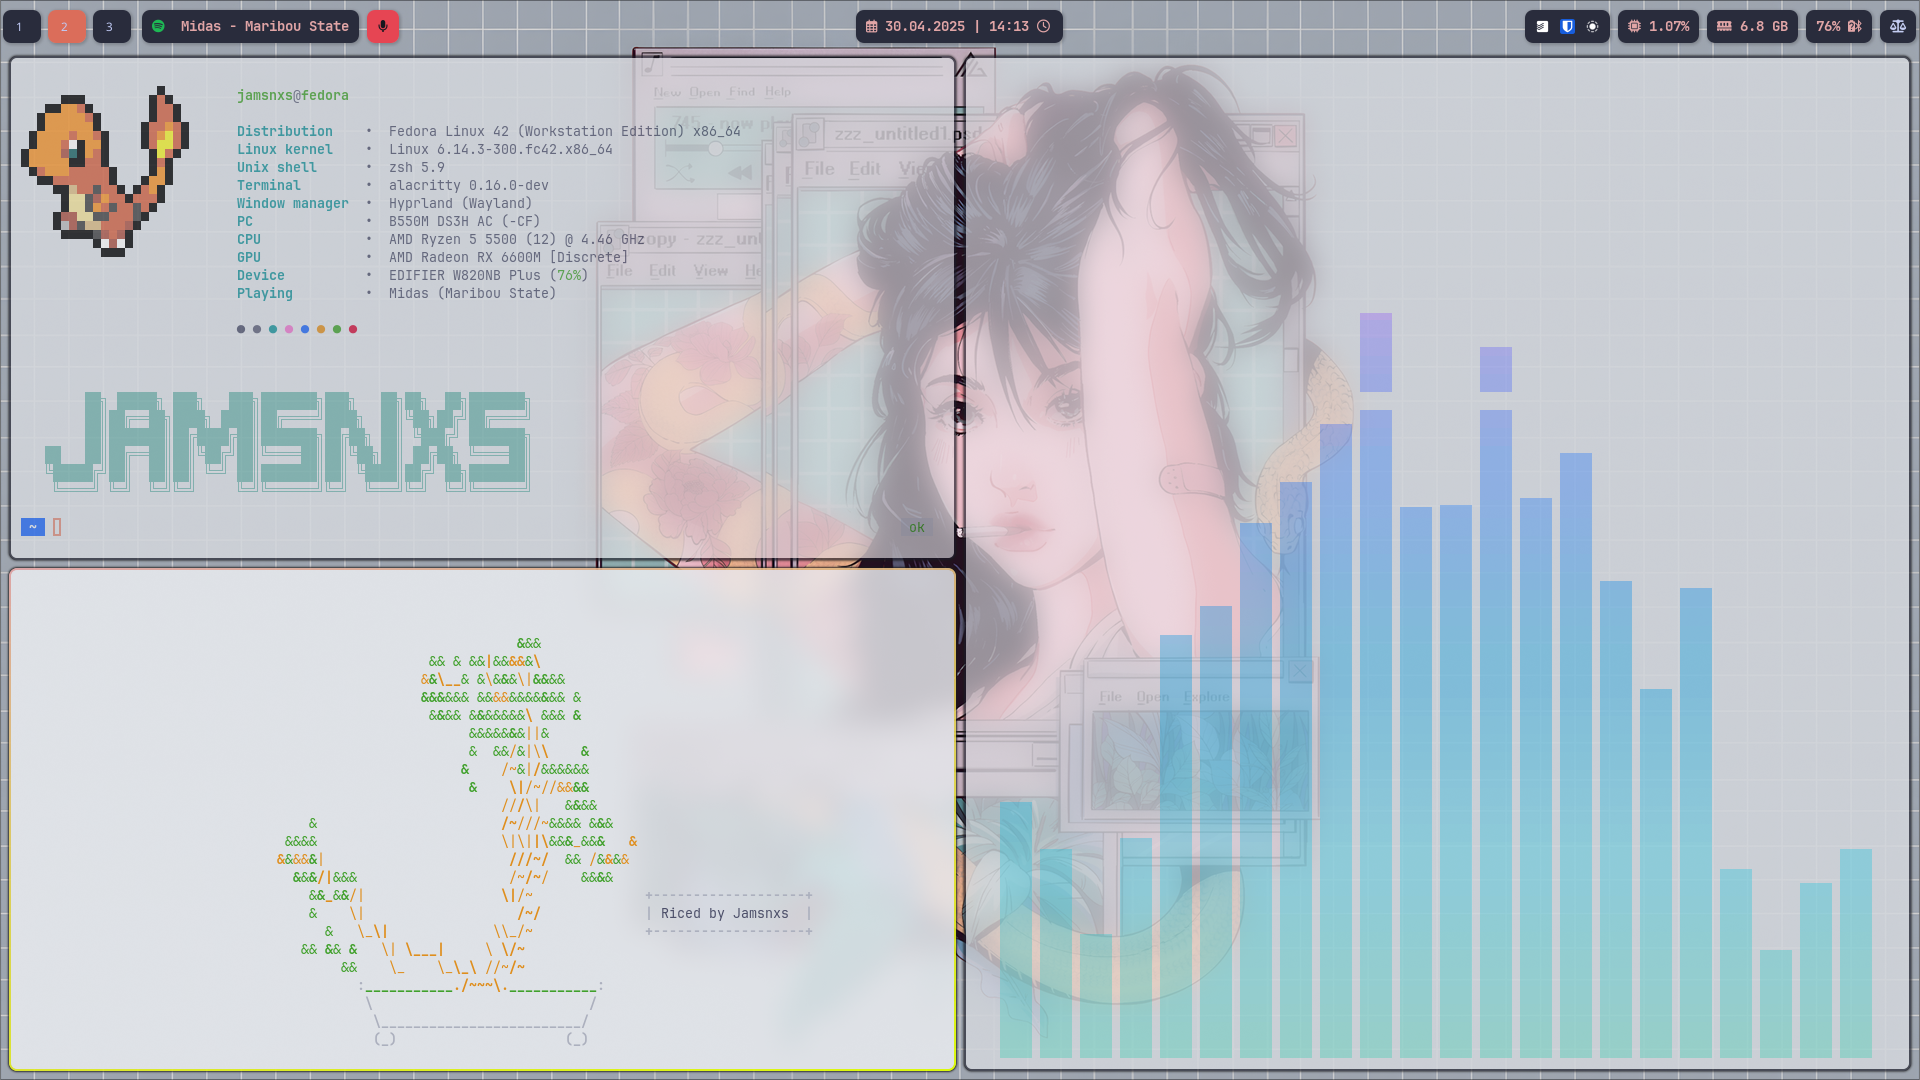 1 2 3 Midas - Maribou State 30.04.2025 | 14:13 1.07% 6.8 GB 76%
jamsnxs@fedora
Distribution • Fedora Linux 42 (Workstation Edition) x86_64
Linux kernel • Linux 6.14.3-300.fc42.x86_64
Unix shell • zsh 5.9
Terminal • alacritty 0.16.0-dev
Window manager • Hyprland (Wayland)
PC • B550M DS3H AC (-CF)
CPU • AMD Ryzen 5 5500 (12) @ 4.46 GHz
GPU • AMD Radeon RX 6600M [Discrete]
Device • EDIFIER W820NB Plus (76%)
Playing • Midas (Maribou State)
JAMSNXS
~ ok
New Open Find Help
zzz_untitled1.psd
File Edit
File Edit View
File Open Explore
Riced by Jamsnxs